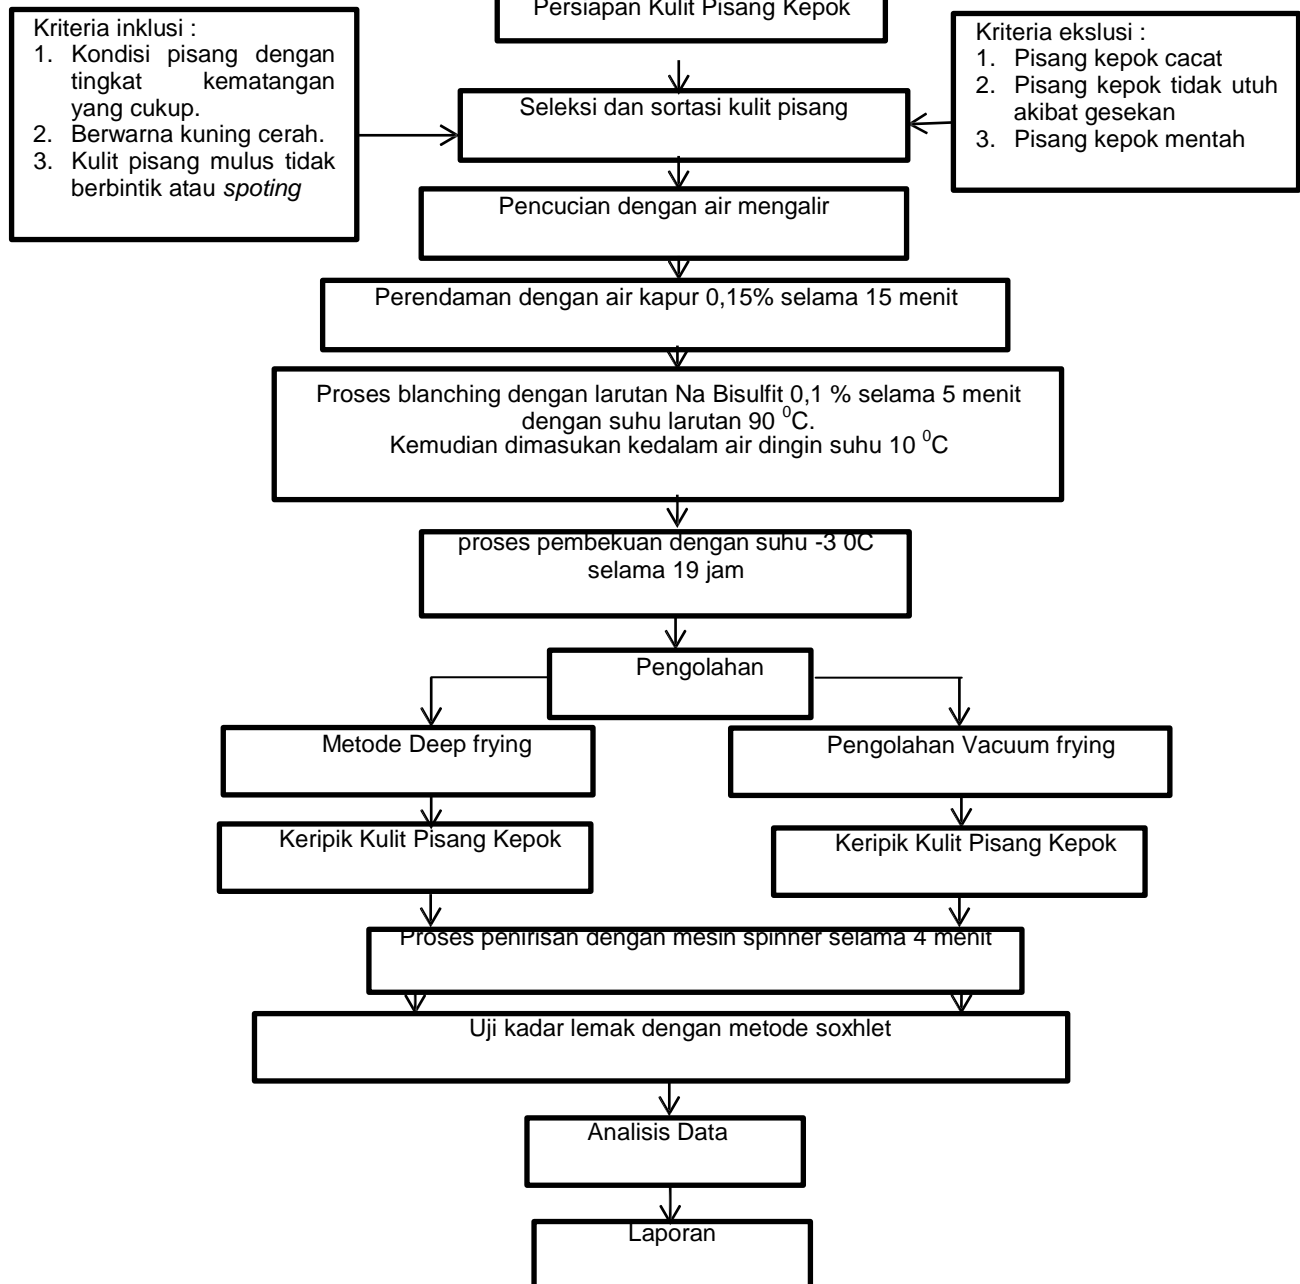 Persiapan Kulit Pisang Kepok
Kriteria inklusi :
1. Kondisi pisang dengan
tingkat kematangan
yang cukup.
2. Berwarna kuning cerah.
3. Kulit pisang mulus tidak
berbintik atau spoting
Kriteria ekslusi :
1. Pisang kepok cacat
2. Pisang kepok tidak utuh
akibat gesekan
3. Pisang kepok mentah
Seleksi dan sortasi kulit pisang
Pencucian dengan air mengalir
Perendaman dengan air kapur 0,15% selama 15 menit
Proses blanching dengan larutan Na Bisulfit 0,1 % selama 5 menit
dengan suhu larutan 90 ⁰C.
Kemudian dimasukan kedalam air dingin suhu 10 ⁰C
proses pembekuan dengan suhu -3 0C
selama 19 jam
Pengolahan
Metode Deep frying
Pengolahan Vacuum frying
Keripik Kulit Pisang Kepok
Keripik Kulit Pisang Kepok
Proses penirisan dengan mesin spinner selama 4 menit
Uji kadar lemak dengan metode soxhlet
Analisis Data
Laporan